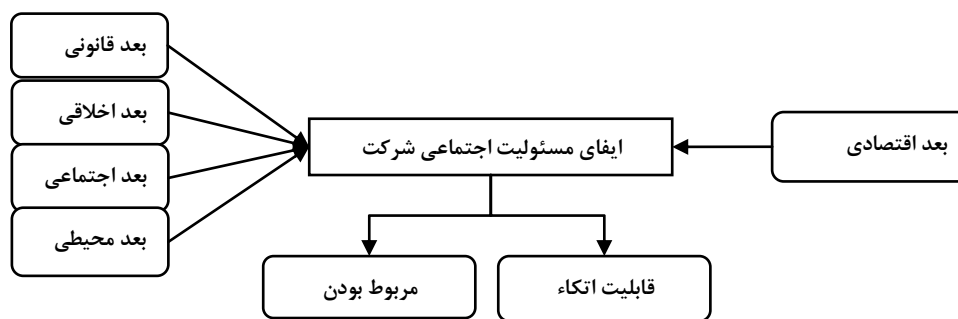 بعد قانونی
بعد اخلاقی
بعد اجتماعی
بعد محیطی
ایفای مسئولیت اجتماعی شرکت
بعد اقتصادی
قابلیت اتکاء
مربوط بودن